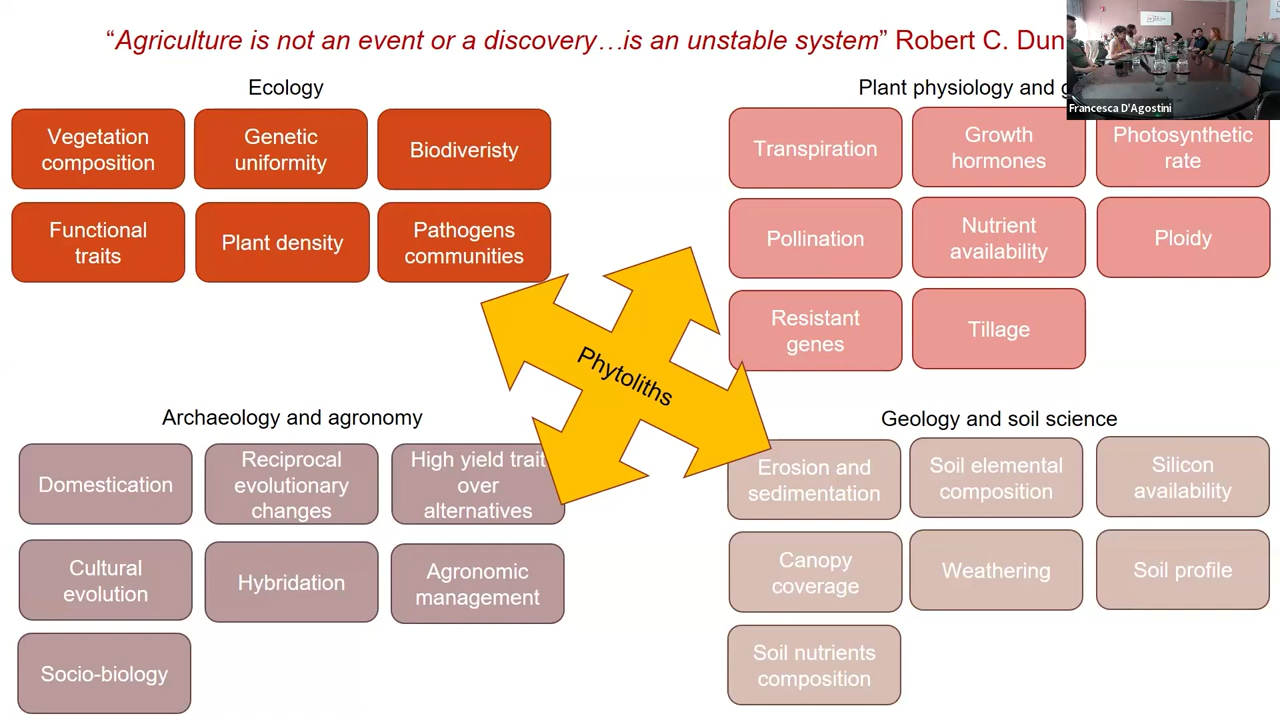 “Agriculture is not an event or a discovery…is an unstable system” Robert C. Dun
Francesca D'Agostini
Ecology
Vegetation
composition
Genetic
uniformity
Biodiveristy
Functional
traits
Plant density
Pathogens
communities
Plant physiology and
Transpiration
Growth
hormones
Photosynthetic
rate
Pollination
Nutrient
availability
Ploidy
Resistant
genes
Tillage
Phytoliths
Archaeology and agronomy
Domestication
Reciprocal
evolutionary
changes
High yield trait
over
alternatives
Cultural
evolution
Hybridation
Agronomic
management
Socio-biology
Geology and soil science
Erosion and
sedimentation
Soil elemental
composition
Silicon
availability
Canopy
coverage
Weathering
Soil profile
Soil nutrients
composition